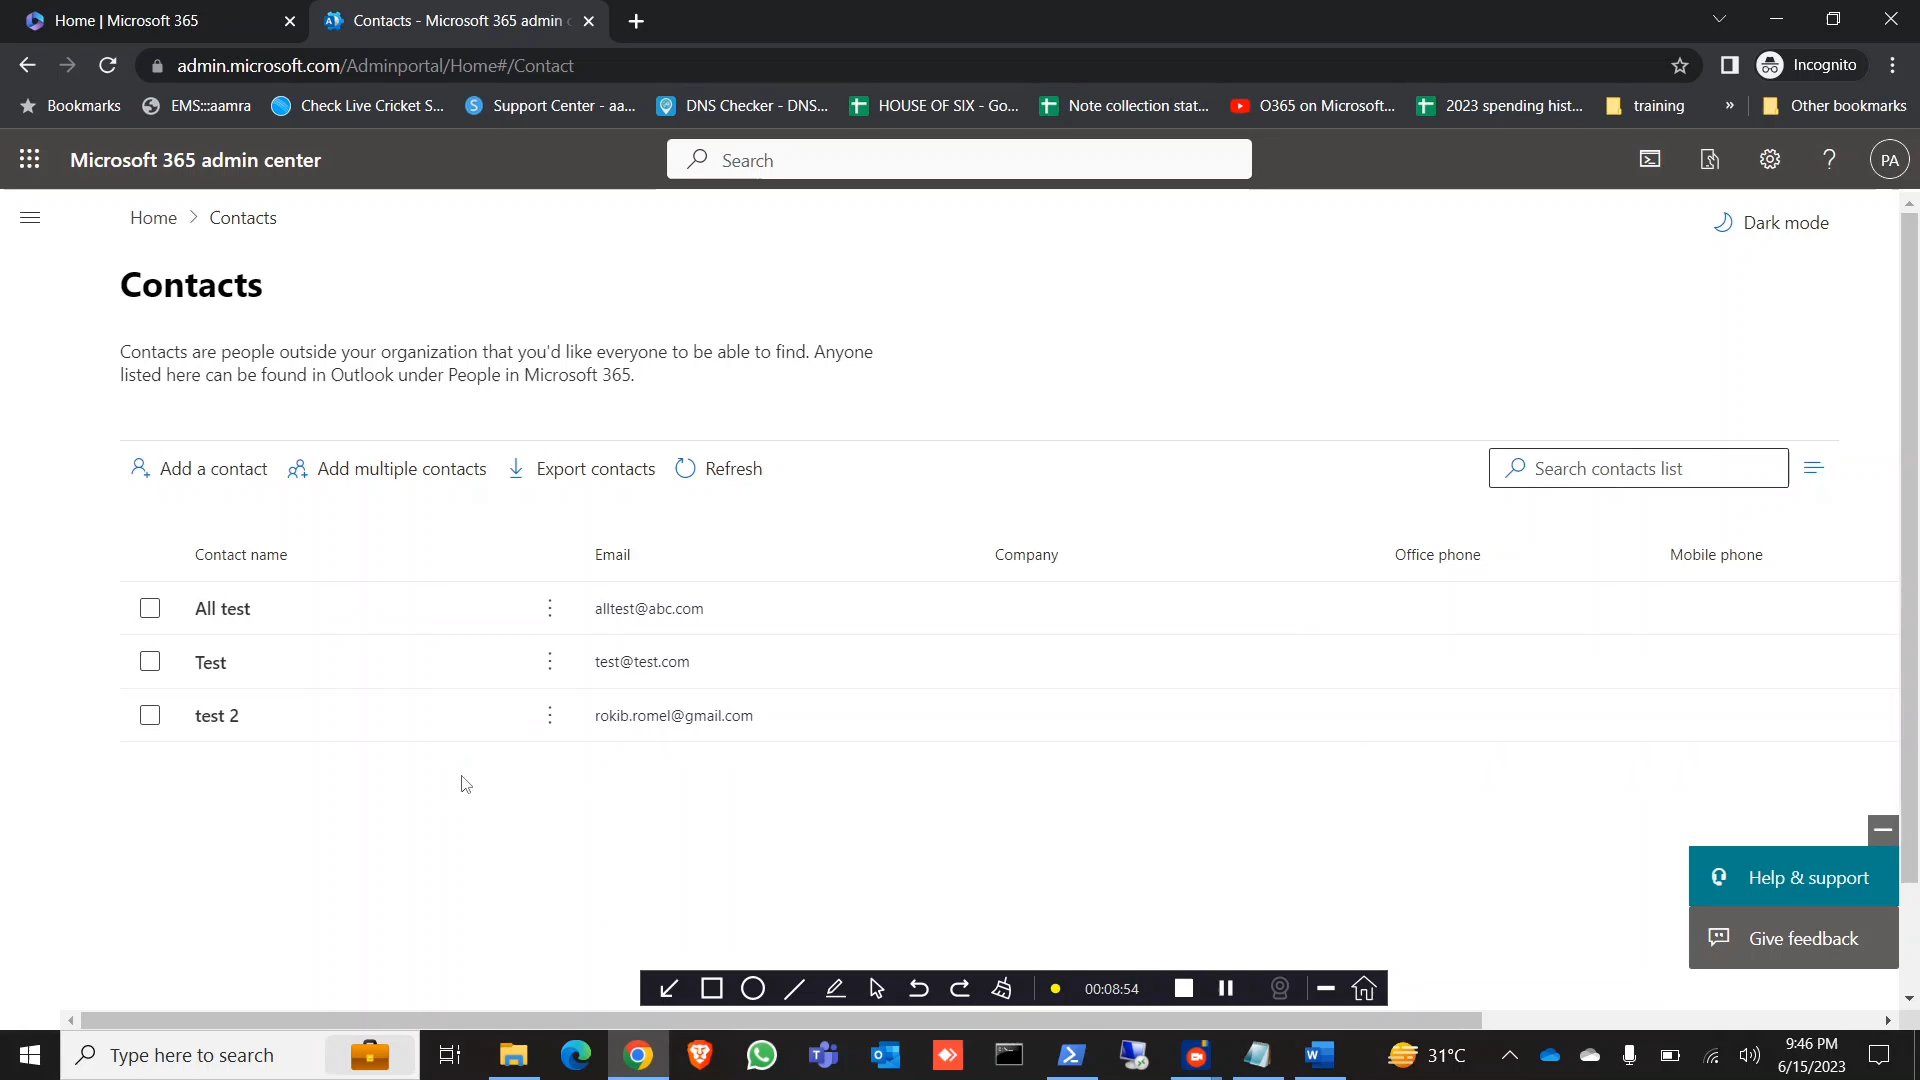 Home | Microsoft 365
Contacts - Microsoft 365 admin
admin.microsoft.com/Adminportal/Home#/Contact
Incognito
Bookmarks
EMS:::aamra
Check Live Cricket S...
Support Center - aa...
DNS Checker - DNS...
HOUSE OF SIX - Go...
Note collection stat...
O365 on Microsoft...
2023 spending hist...
training
»
Other bookmarks
Microsoft 365 admin center
Search
PA
Home > Contacts
Dark mode
Contacts
Contacts are people outside your organization that you'd like everyone to be able to find. Anyone
listed here can be found in Outlook under People in Microsoft 365.
Add a contact
Add multiple contacts
Export contacts
Refresh
Search contacts list
Contact name
Email
Company
Office phone
Mobile phone
All test
alltest@abc.com
Test
test@test.com
test 2
rokib.romel@gmail.com
Help & support
Give feedback
00:08:54
Type here to search
31°C
9:46 PM
6/15/2023